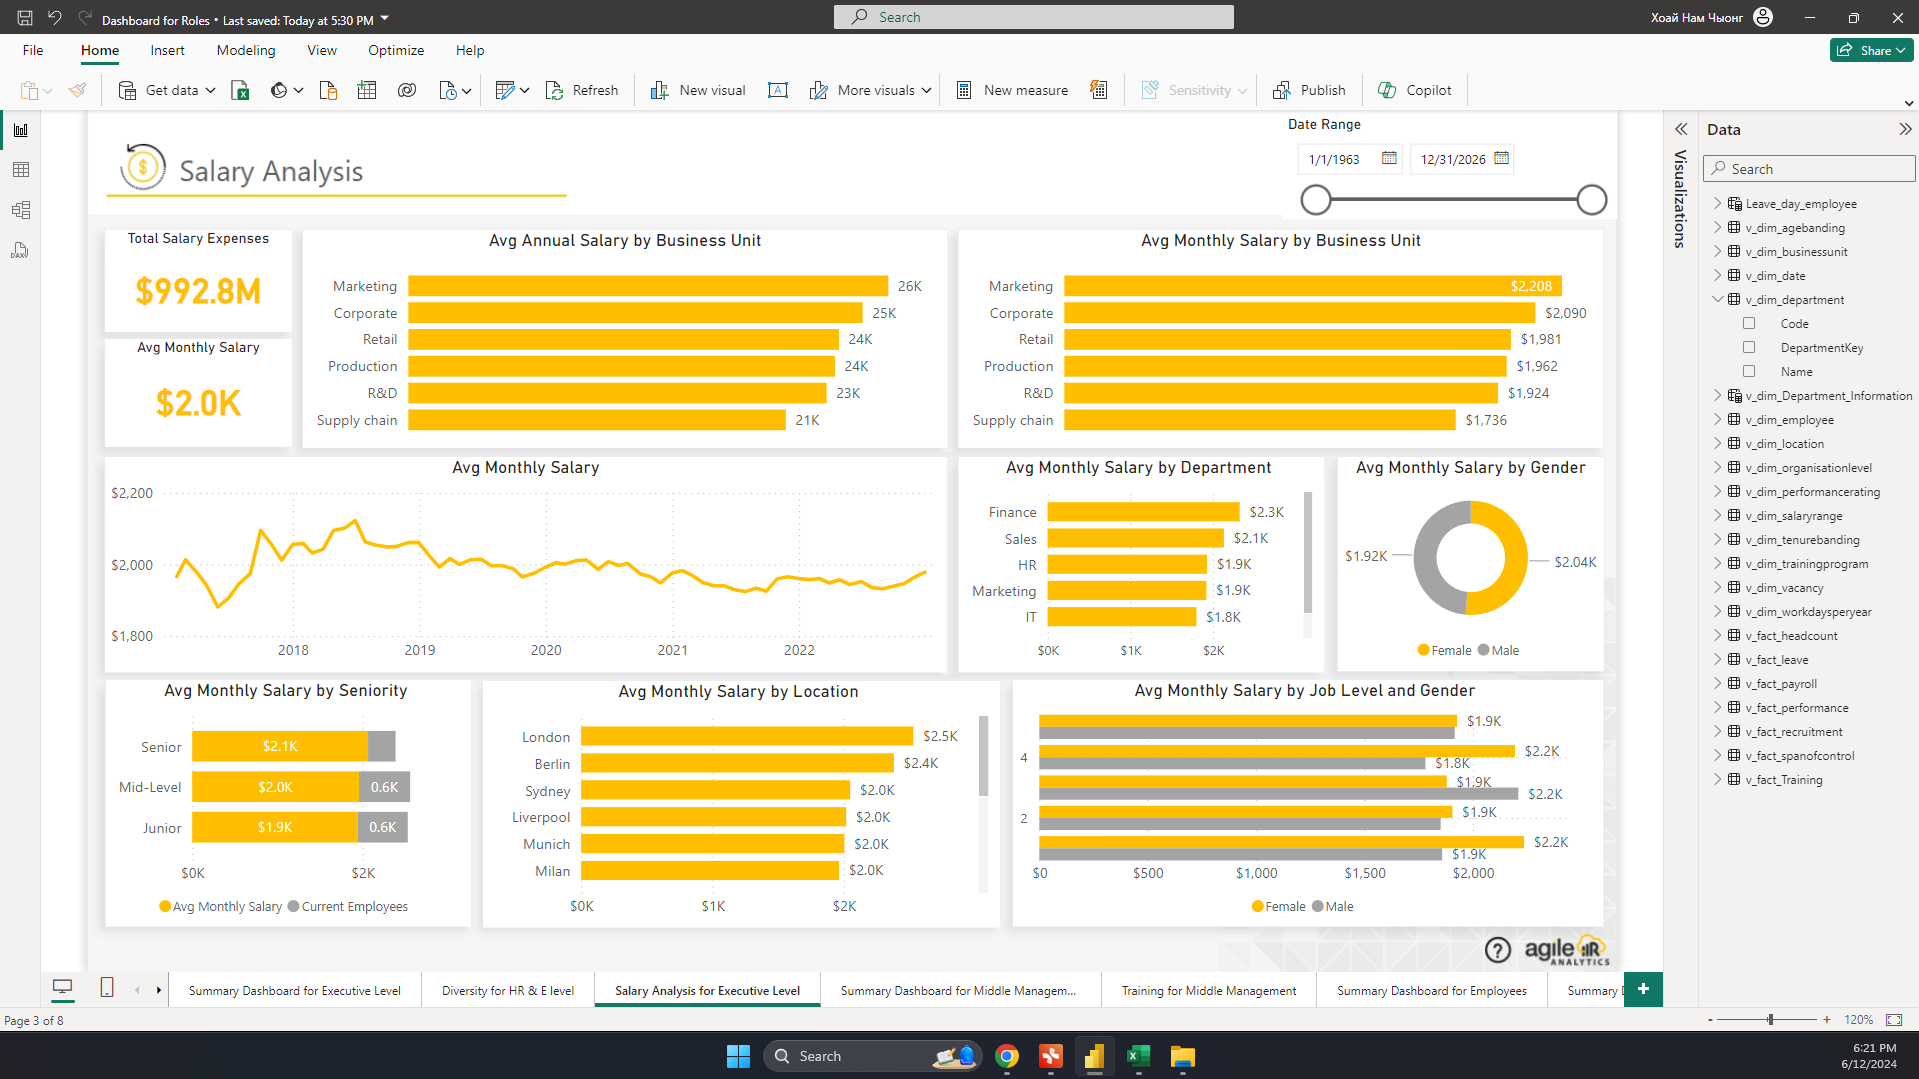 Dashboard for Roles • Last saved: Today at 5:30 PM
Search
Хоай Нам Чыонг
File
Home
Insert
Modeling
View
Optimize
Help
Share
Get data
Refresh
New visual
More visuals
New measure
Sensitivity
Publish
Copilot
Salary Analysis
Date Range
1/1/1963
12/31/2026
Total Salary Expenses
$992.8M
Avg Monthly Salary
$2.0K
Avg Annual Salary by Business Unit
Marketing 26K
Corporate 25K
Retail 24K
Production 24K
R&D 23K
Supply chain 21K
Avg Monthly Salary by Business Unit
Marketing $2,208
Corporate $2,090
Retail $1,981
Production $1,962
R&D $1,924
Supply chain $1,736
Avg Monthly Salary
$2,200
$2,000
$1,800
2018 2019 2020 2021 2022
Avg Monthly Salary by Department
Finance $2.3K
Sales $2.1K
HR $1.9K
Marketing $1.9K
IT $1.8K
$0K $1K $2K
Avg Monthly Salary by Gender
$1.92K
$2.04K
Female Male
Avg Monthly Salary by Seniority
Senior $2.1K
Mid-Level $2.0K 0.6K
Junior $1.9K 0.6K
$0K $2K
Avg Monthly Salary Current Employees
Avg Monthly Salary by Location
London $2.5K
Berlin $2.4K
Sydney $2.0K
Liverpool $2.0K
Munich $2.0K
Milan $2.0K
$0K $1K $2K
Avg Monthly Salary by Job Level and Gender
$1.9K
4 $2.2K
$1.8K
$1.9K
$2.2K
2 $1.9K
$2.2K
$1.9K
$0 $500 $1,000 $1,500 $2,000
Female Male
?
agile HR
ANALYTICS
Visualizations
Data
Search
Leave_day_employee
v_dim_agebanding
v_dim_businessunit
v_dim_date
v_dim_department
Code
DepartmentKey
Name
v_dim_Department_Information
v_dim_employee
v_dim_location
v_dim_organisationlevel
v_dim_performancerating
v_dim_salaryrange
v_dim_tenurebanding
v_dim_trainingprogram
v_dim_vacancy
v_dim_workdaysperyear
v_fact_headcount
v_fact_leave
v_fact_payroll
v_fact_performance
v_fact_recruitment
v_fact_spanofcontrol
v_fact_Training
Summary Dashboard for Executive Level
Diversity for HR & E level
Salary Analysis for Executive Level
Summary Dashboard for Middle Managem...
Training for Middle Management
Summary Dashboard for Employees
Summary
+
Page 3 of 8
- + 120%
Search
6:21 PM
6/12/2024